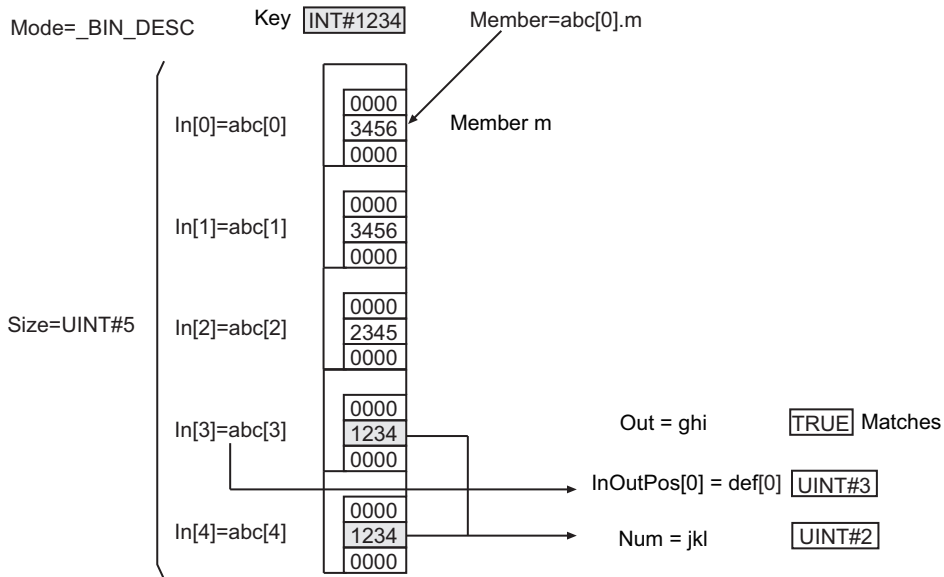 Mode=_BIN_DESC
Key INT#1234
Member=abc[0].m
In[0]=abc[0]
0000
3456
0000
Member m
In[1]=abc[1]
0000
3456
0000
Size=UINT#5
In[2]=abc[2]
0000
2345
0000
In[3]=abc[3]
0000
1234
0000
Out = ghi TRUE Matches
InOutPos[0] = def[0] UINT#3
In[4]=abc[4]
0000
1234
0000
Num = jkl UINT#2